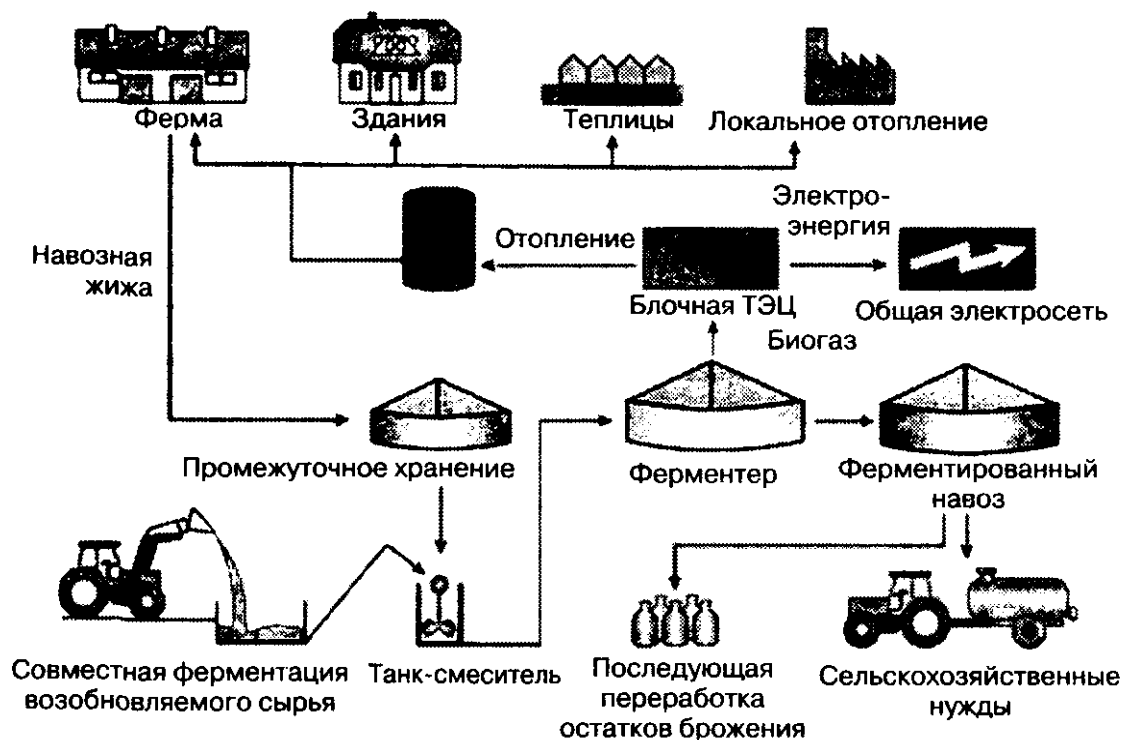 Ферма
Здания
Теплицы
Локальное отопление
Навозная
жижа
Отопление
Электро-
энергия
Блочная ТЭЦ
Общая электросеть
Биогаз
Промежуточное хранение
Ферментер
Ферментированный
навоз
Совместная ферментация
возобновляемого сырья
Танк-смеситель
Последующая
переработка
остатков брожения
Сельскохозяйственные
нужды